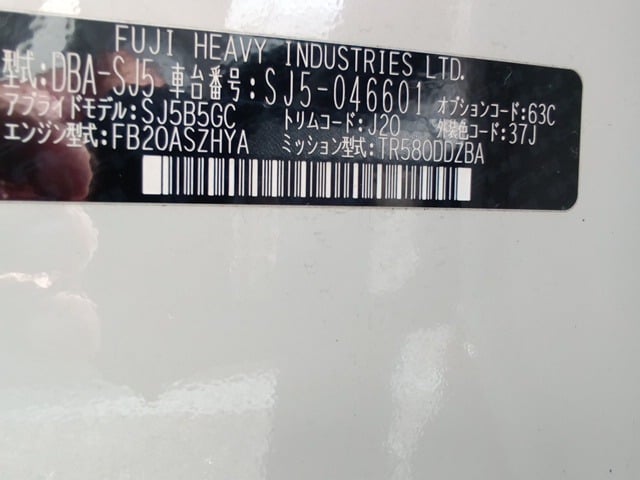 FUJI HEAVY INDUSTRIES LTD.
型式:DBA-SJ5 車台番号:SJ5-046601 オプションコード:63C
アプライドモデル:SJ5B5GC トリムコード:J20 外装色コード:37J
エンジン型式:FB20ASZHYA ミッション型式:TR580DDZBA